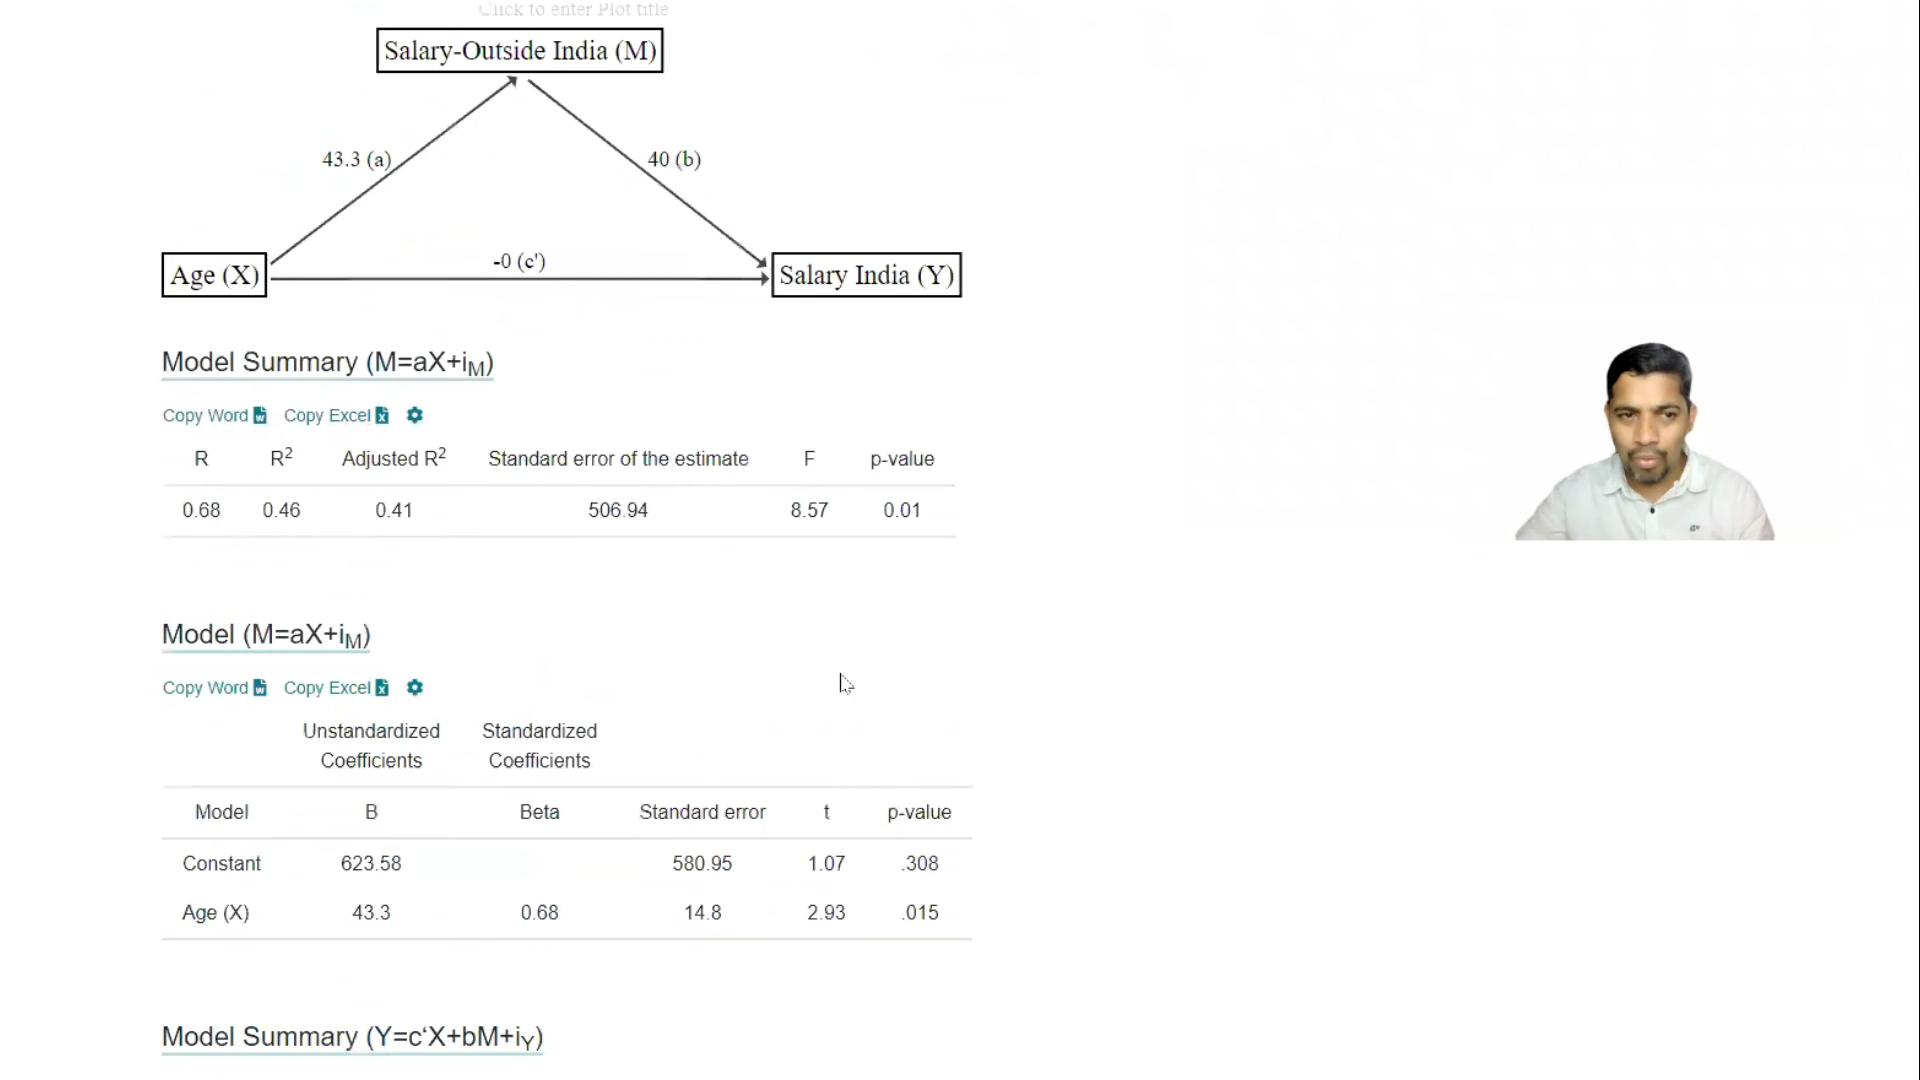 Click to enter Plot title
Salary-Outside India (M)
43.3 (a)
40 (b)
-0 (c')
Age (X)
Salary India (Y)
Model Summary (M=aX+iM)
Copy Word Copy Excel
R R2 Adjusted R2 Standard error of the estimate F p-value
0.68 0.46 0.41 506.94 8.57 0.01
Model (M=aX+iM)
Copy Word Copy Excel
Unstandardized Standardized
Coefficients Coefficients
Model B Beta Standard error t p-value
Constant 623.58 580.95 1.07 .308
Age (X) 43.3 0.68 14.8 2.93 .015
Model Summary (Y=c‘X+bM+iY)